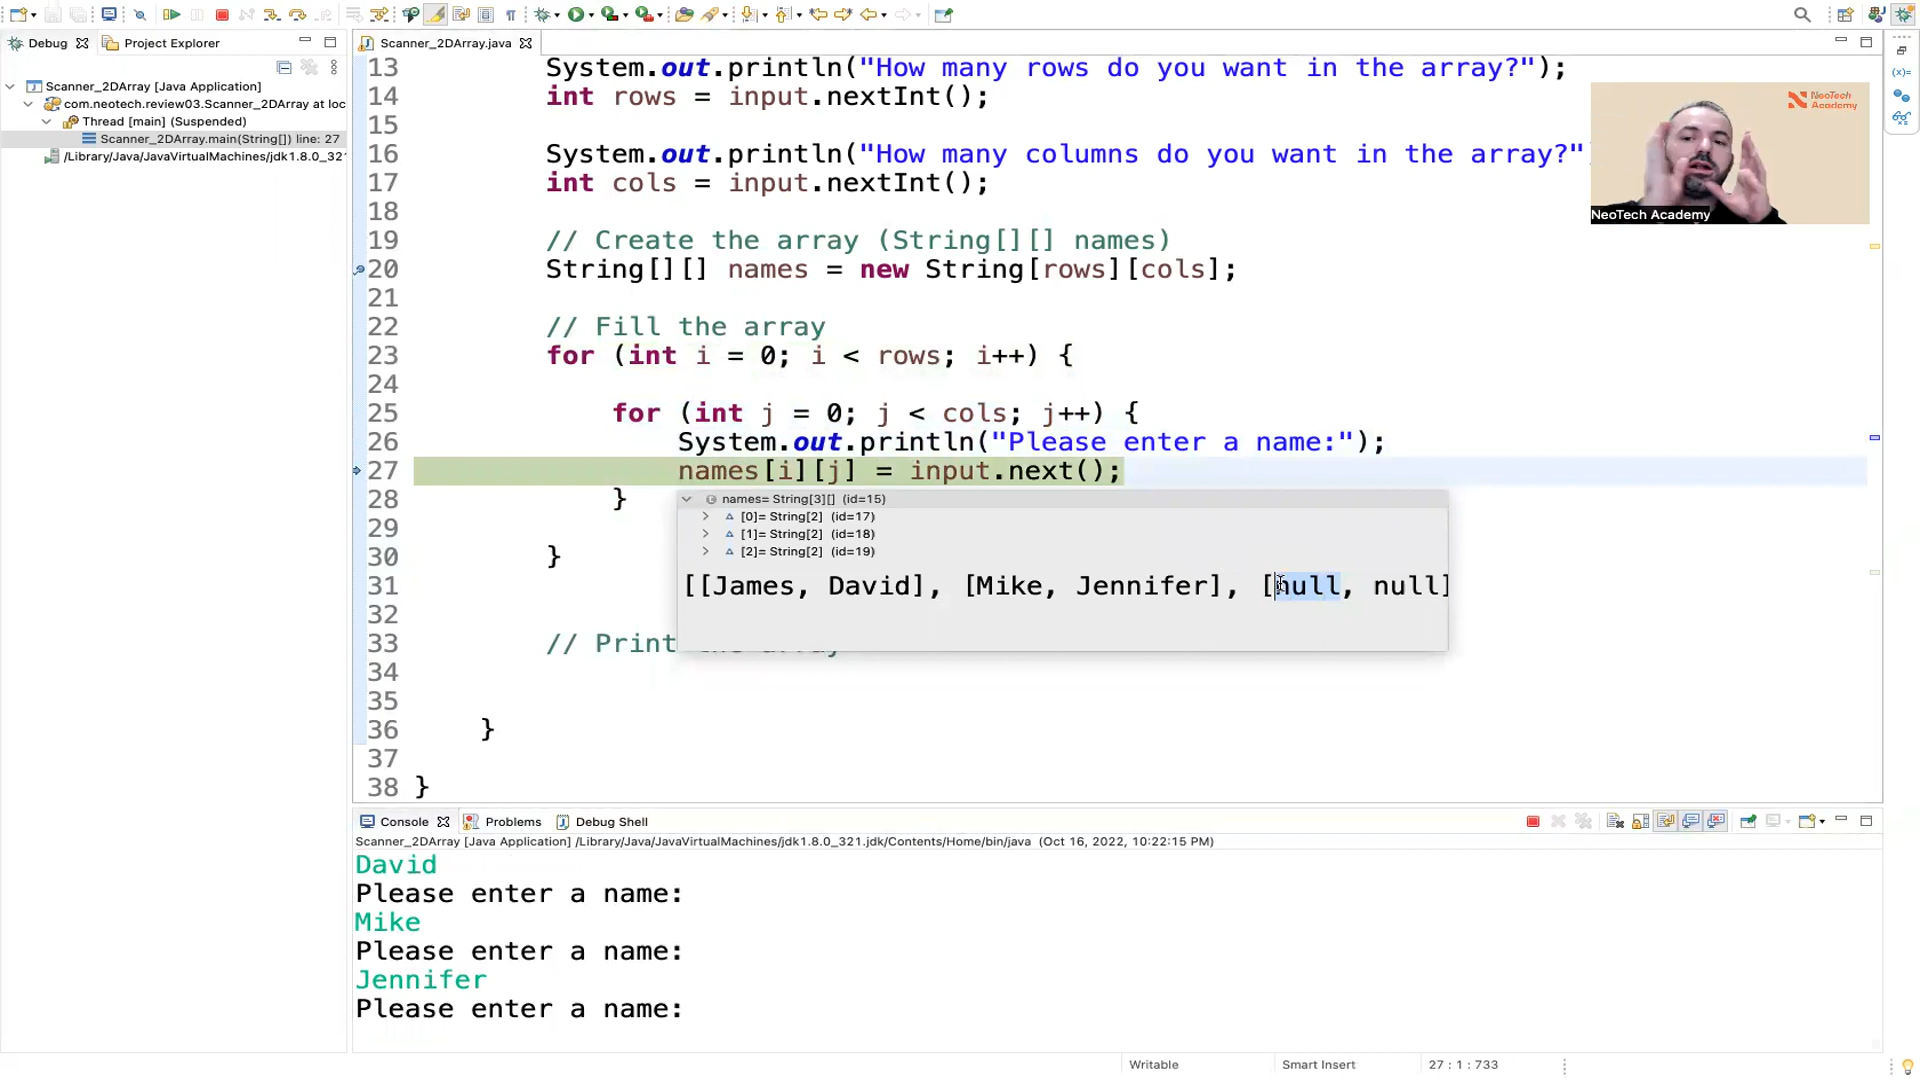 Debug
Project Explorer
Scanner_2DArray [Java Application]
com.neotech.review03.Scanner_2DArray at loc
Thread [main] (Suspended)
Scanner_2DArray.main(String[]) line: 27
/Library/Java/JavaVirtualMachines/jdk1.8.0_321
Scanner_2DArray.java
13 System.out.println("How many rows do you want in the array?");
14 int rows = input.nextInt();
15
16 System.out.println("How many columns do you want in the array?"
17 int cols = input.nextInt();
18
19 // Create the array (String[][] names)
20 String[][] names = new String[rows][cols];
21
22 // Fill the array
23 for (int i = 0; i < rows; i++) {
24
25 for (int j = 0; j < cols; j++) {
26 System.out.println("Please enter a name:");
27 names[i][j] = input.next();
28 }
29
30 }
31
32
33 // Print the array
34
35
36 }
37
38 }
names= String[3][] (id=15)
[0]= String[2] (id=17)
[1]= String[2] (id=18)
[2]= String[2] (id=19)
[[James, David], [Mike, Jennifer], [null, null]
NeoTech
Academy
NeoTech Academy
Console
Problems
Debug Shell
Scanner_2DArray [Java Application] /Library/Java/JavaVirtualMachines/jdk1.8.0_321.jdk/Contents/Home/bin/java (Oct 16, 2022, 10:22:15 PM)
David
Please enter a name:
Mike
Please enter a name:
Jennifer
Please enter a name:
Writable
Smart Insert
27 : 1 : 733